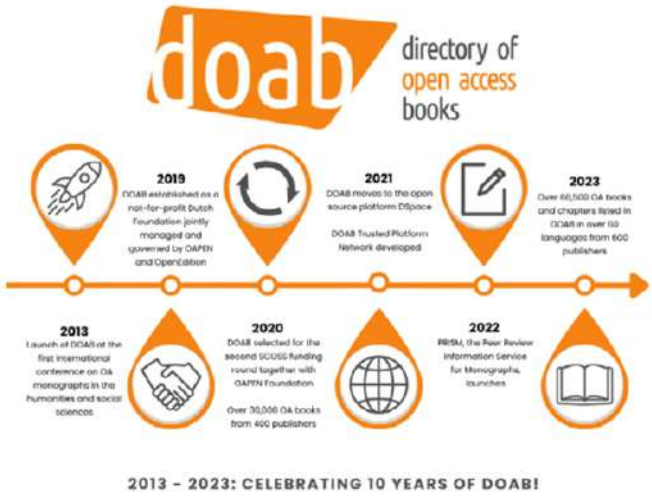 doab
directory of
open access
books
2019
DOAB established as a
not-for-profit Dutch
Foundation jointly
managed and
governed by OAPEN
and OpenEdition
2021
DOAB moves to the open
source platform DSpace
DOAB Trusted Platform
Network developed
2023
Over 60,500 OA books
and chapters listed in
DOAB in over 60
languages from 600
publishers
2013
Launch of DOAB at the
first international
conference on OA
monographs in the
humanities and social
sciences
2020
DOAB selected for the
second SCOSS funding
round together with
OAPEN Foundation
Over 30,000 OA books
from 400 publishers
2022
PRISM, the Peer Review
Information Service
for Monographs,
launches
2013 - 2023: CELEBRATING 10 YEARS OF DOAB!